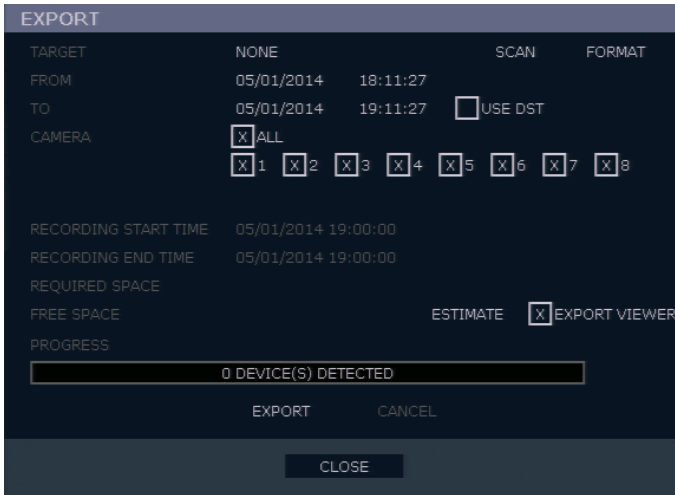 EXPORT
TARGET NONE SCAN FORMAT
FROM 05/01/2014 18:11:27
TO 05/01/2014 19:11:27 USE DST
CAMERA X ALL
X 1 X 2 X 3 X 4 X 5 X 6 X 7 X 8
RECORDING START TIME 05/01/2014 19:00:00
RECORDING END TIME 05/01/2014 19:00:00
REQUIRED SPACE
FREE SPACE ESTIMATE X EXPORT VIEWER
PROGRESS
0 DEVICE(S) DETECTED
EXPORT CANCEL
CLOSE